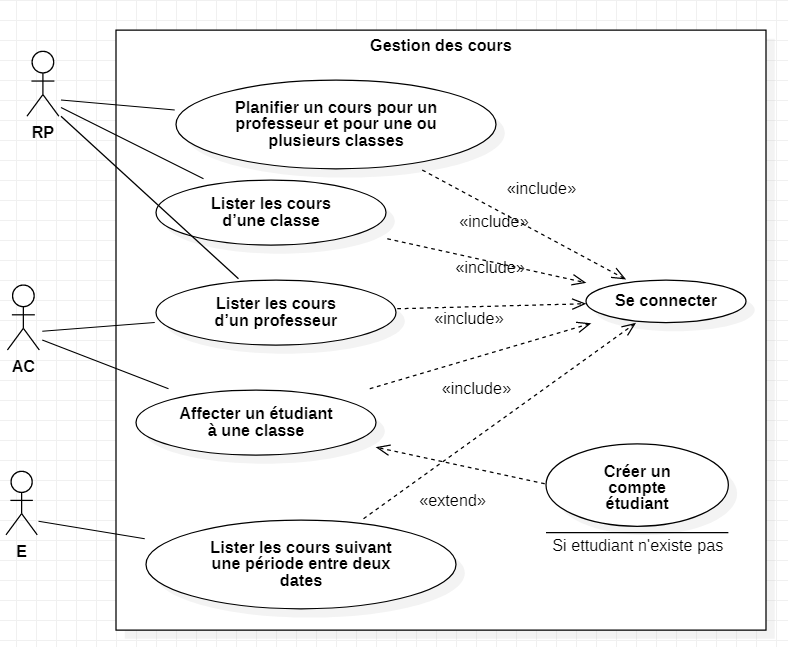 Gestion des cours
RP
Planifier un cours pour un
professeur et pour une ou
plusieurs classes
«include»
Lister les cours
d'une classe
«include»
«include»
AC
Lister les cours
d'un professeur
Se connecter
«include»
«include»
Affecter un étudiant
à une classe
Créer un
compte
étudiant
«extend»
Si ettudiant n'existe pas
E
Lister les cours suivant
une période entre deux
dates